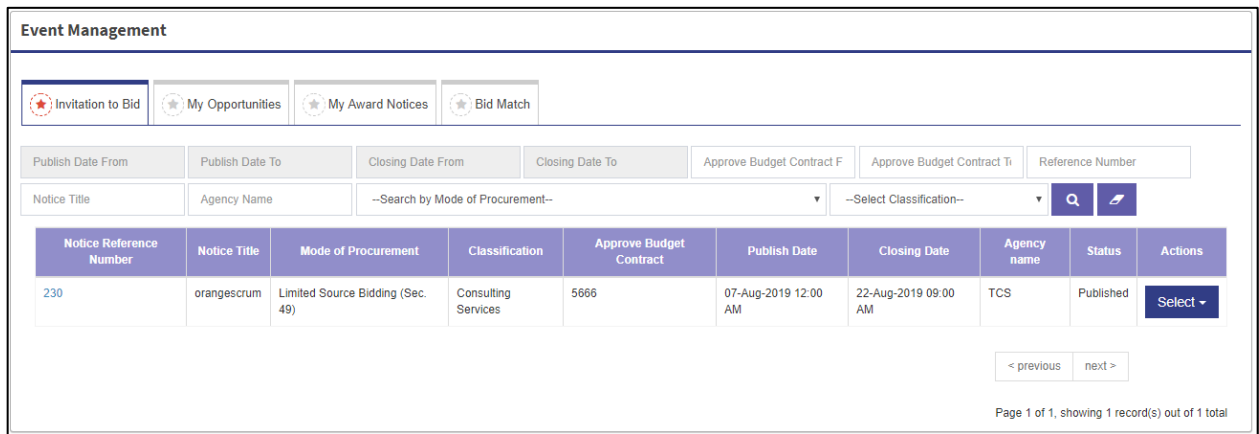 Event Management
Invitation to Bid My Opportunities My Award Notices Bid Match
Publish Date From Publish Date To Closing Date From Closing Date To Approve Budget Contract F Approve Budget Contract To Reference Number
Notice Title Agency Name --Search by Mode of Procurement-- --Select Classification--
Notice Reference Number Notice Title Mode of Procurement Classification Approve Budget Contract Publish Date Closing Date Agency name Status Actions
230 orangescrum Limited Source Bidding (Sec. 49) Consulting Services 5666 07-Aug-2019 12:00 AM 22-Aug-2019 09:00 AM TCS Published Select
< previous next >
Page 1 of 1, showing 1 record(s) out of 1 total